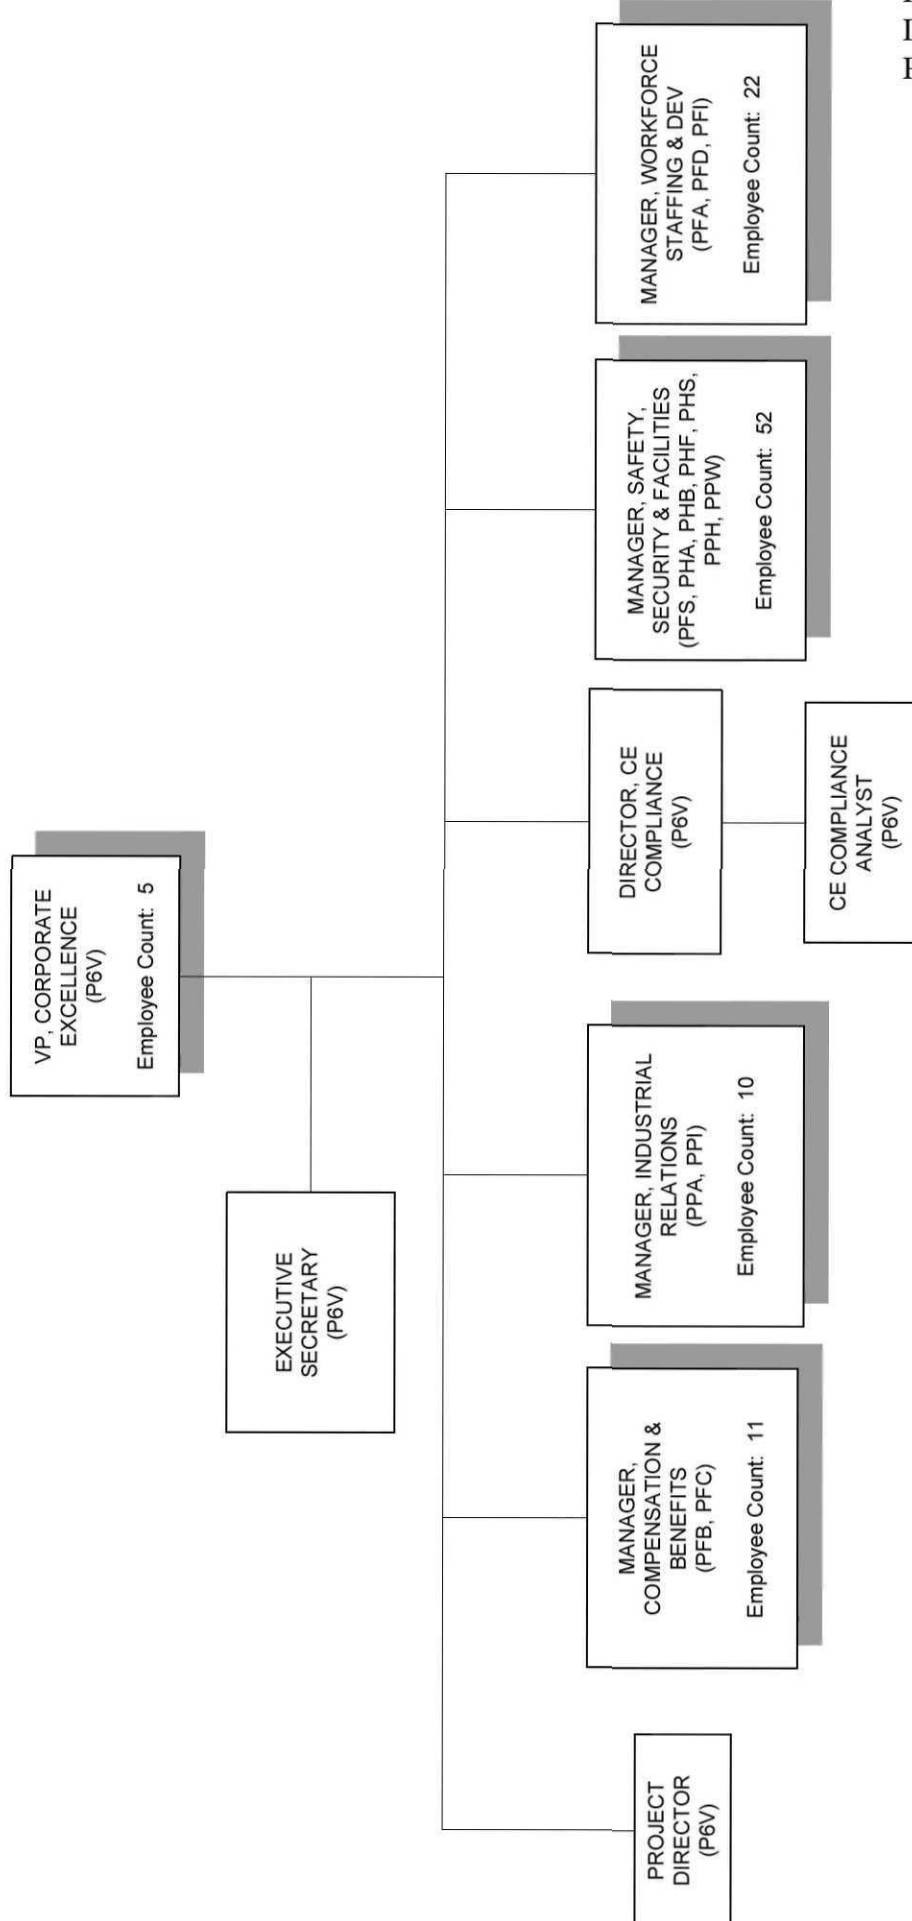 VP, CORPORATE
EXCELLENCE
(P6V)
Employee Count: 5
EXECUTIVE
SECRETARY
(P6V)
PROJECT
DIRECTOR
(P6V)
MANAGER,
COMPENSATION &
BENEFITS
(PFB, PFC)
Employee Count: 11
MANAGER, INDUSTRIAL
RELATIONS
(PPA, PPI)
Employee Count: 10
DIRECTOR, CE
COMPLIANCE
(P6V)
CE COMPLIANCE
ANALYST
(P6V)
MANAGER, SAFETY,
SECURITY & FACILITIES
(PFS, PHA, PHB, PHF, PHS,
PPH, PPW)
Employee Count: 52
MANAGER, WORKFORCE
STAFFING & DEV
(PFA, PFD, PFI)
Employee Count: 22